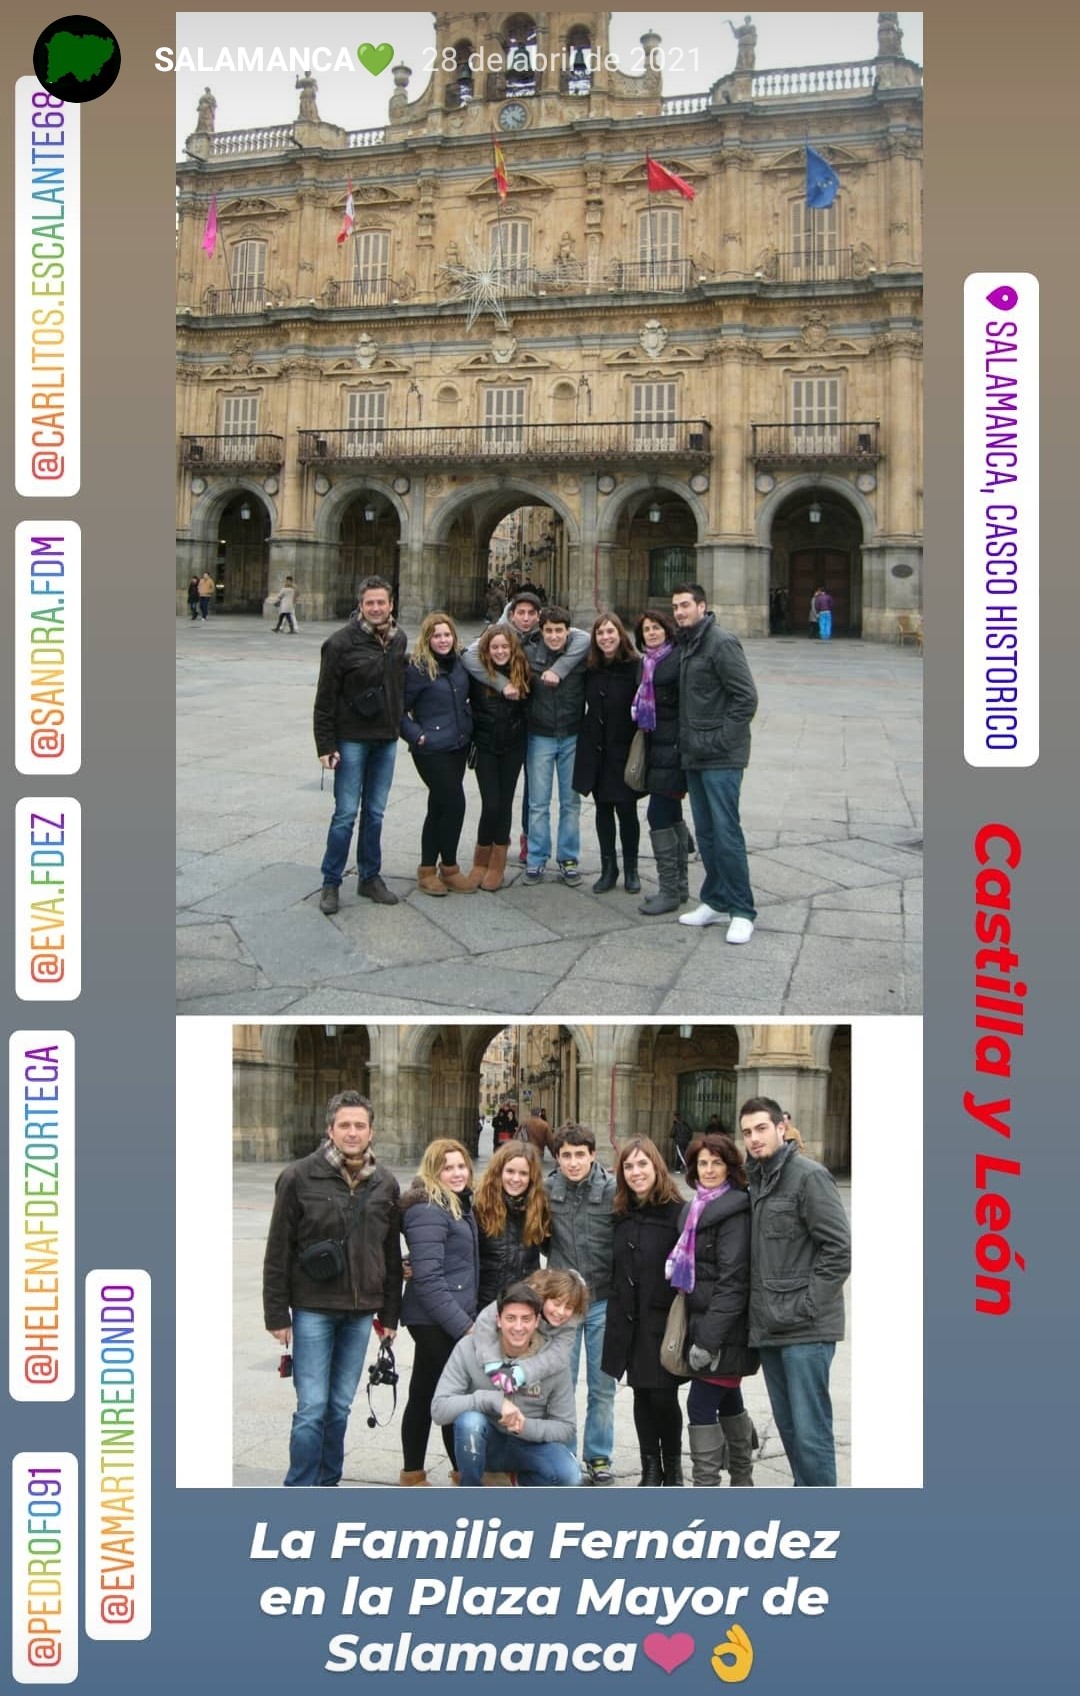 SALAMANCA💚 28 de abril de 2021
@CARLITOS.ESCALANTE68
@SANDRA.FDM
@EVA.FDEZ
@HELENAFDEZORTEGA
@EVAMARTINREDONDO
@PEDROFO91
SALAMANCA, CASCO HISTORICO
Castilla y León
La Familia Fernández
en la Plaza Mayor de
Salamanca❤️👌